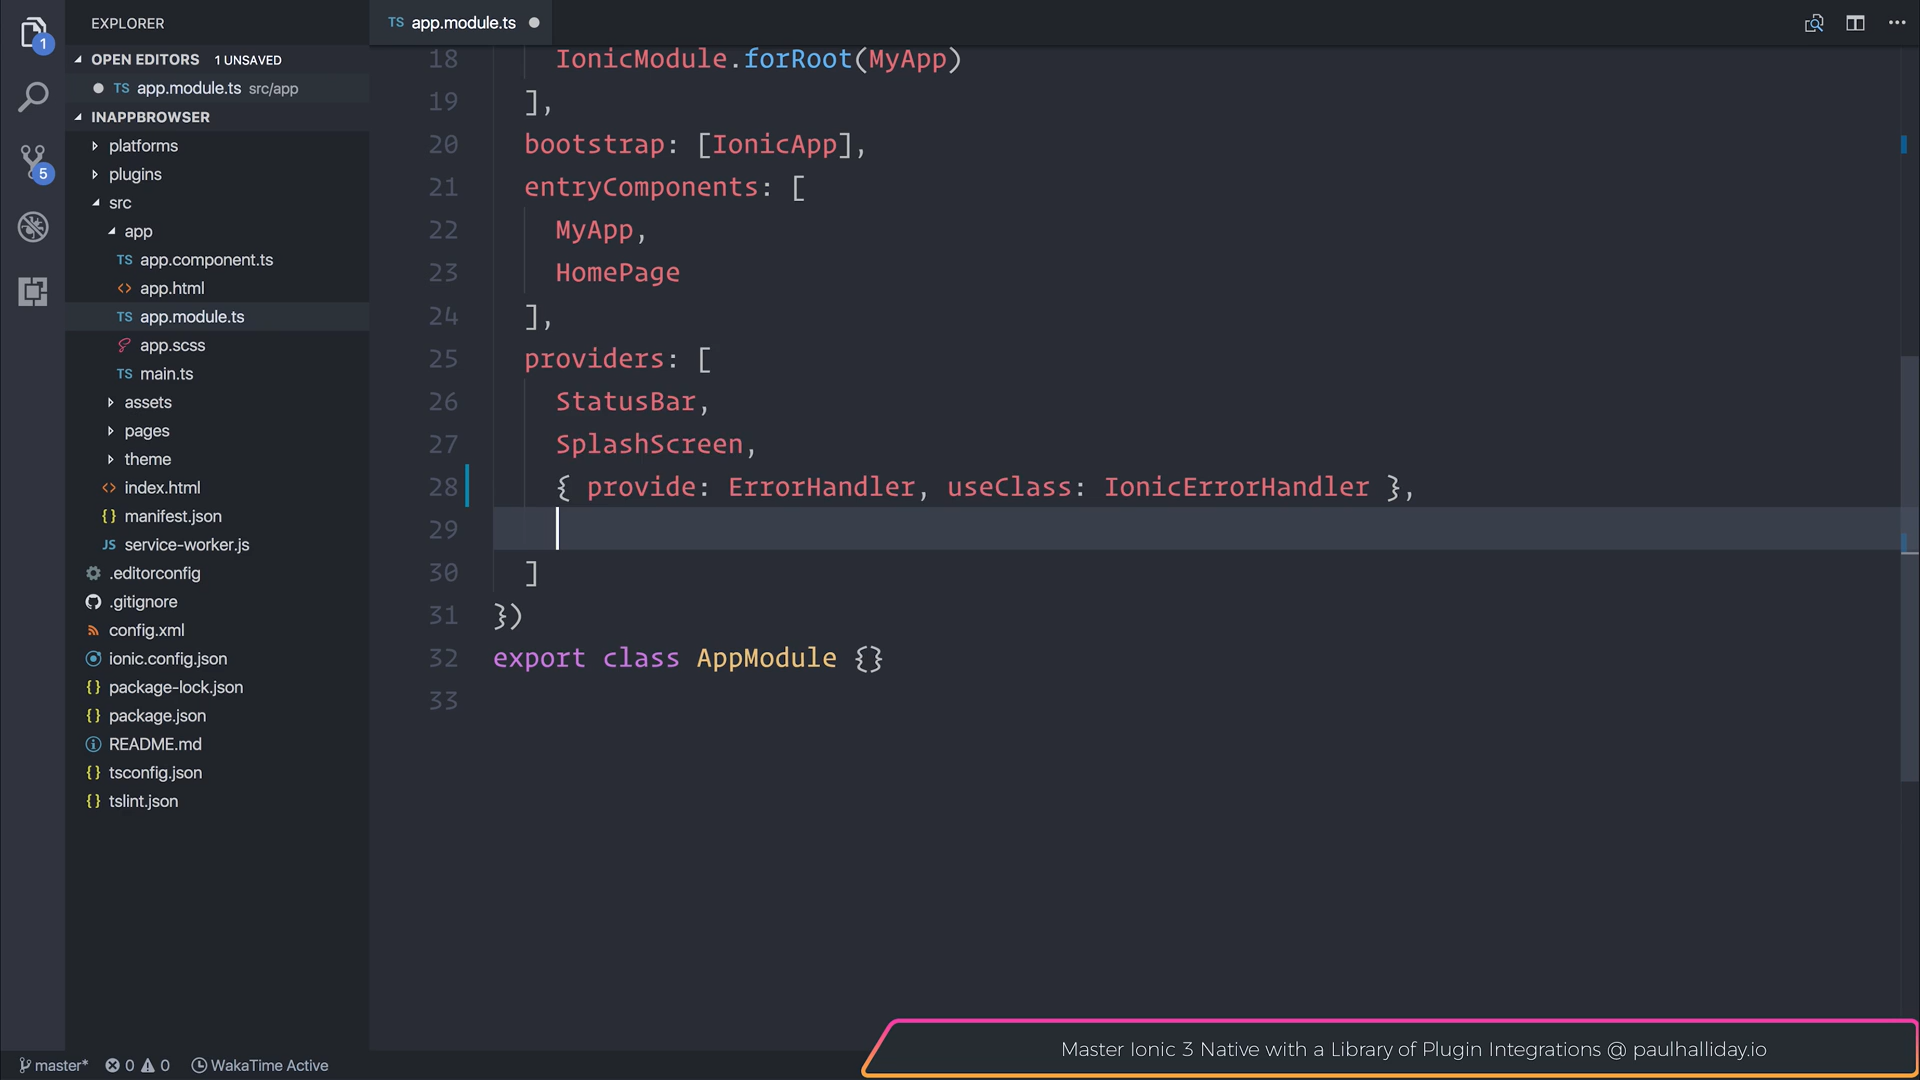 EXPLORER
TS app.module.ts
OPEN EDITORS 1 UNSAVED
TS app.module.ts src/app
INAPPBROWSER
platforms
plugins
src
app
TS app.component.ts
<> app.html
TS app.module.ts
app.scss
TS main.ts
assets
pages
theme
<> index.html
{} manifest.json
JS service-worker.js
.editorconfig
.gitignore
config.xml
ionic.config.json
{} package-lock.json
{} package.json
README.md
{} tsconfig.json
{} tslint.json
1
5
18 IonicModule.forRoot(MyApp)
19 ],
20 bootstrap: [IonicApp],
21 entryComponents: [
22 MyApp,
23 HomePage
24 ],
25 providers: [
26 StatusBar,
27 SplashScreen,
28 { provide: ErrorHandler, useClass: IonicErrorHandler },
29
30 ]
31 })
32 export class AppModule {}
33
master* 0 0 WakaTime Active
Master Ionic 3 Native with a Library of Plugin Integrations @ paulhalliday.io